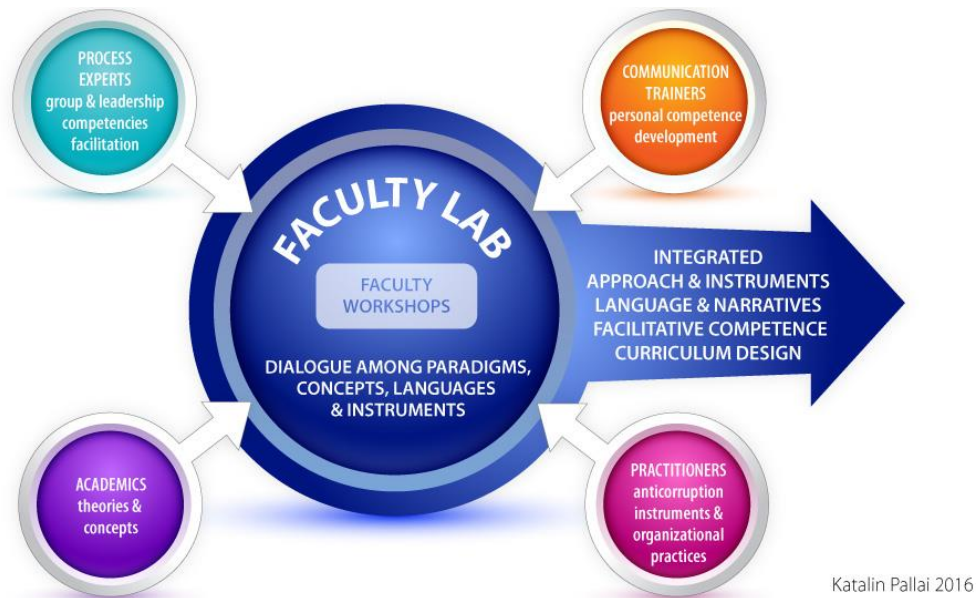 PROCESS
EXPERTS
group & leadership
competencies
facilitation
COMMUNICATION
TRAINERS
personal competence
development
FACULTY LAB
FACULTY
WORKSHOPS
DIALOGUE AMONG PARADIGMS,
CONCEPTS, LANGUAGES
& INSTRUMENTS
INTEGRATED
APPROACH & INSTRUMENTS
LANGUAGE & NARRATIVES
FACILITATIVE COMPETENCE
CURRICULUM DESIGN
ACADEMICS
theories &
concepts
PRACTITIONERS
anticorruption
instruments &
organizational
practices
Katalin Pallai 2016